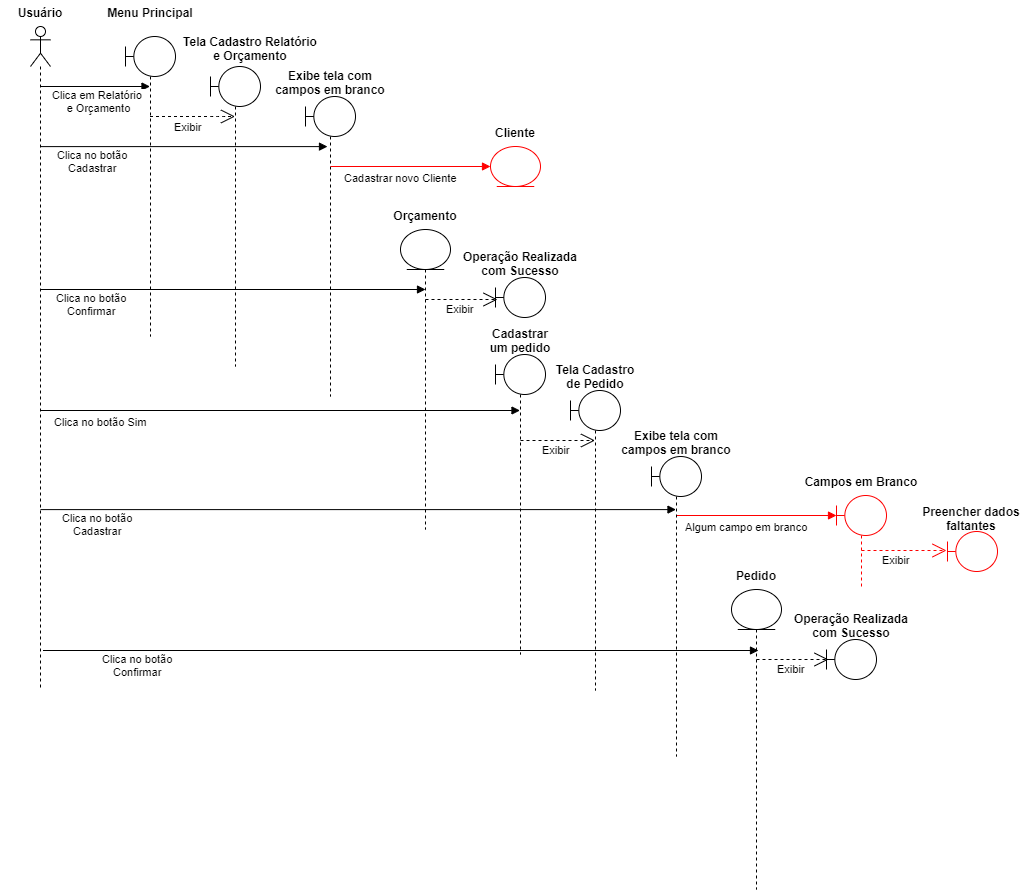 Usuário
Menu Principal
Tela Cadastro Relatório
e Orçamento
Exibe tela com
campos em branco
Clica em Relatório
e Orçamento
Exibir
Cliente
Clica no botão
Cadastrar
Cadastrar novo Cliente
Orçamento
Operação Realizada
com Sucesso
Clica no botão
Confirmar
Exibir
Cadastrar
um pedido
Tela Cadastro
de Pedido
Clica no botão Sim
Exibir
Exibe tela com
campos em branco
Campos em Branco
Preencher dados
faltantes
Clica no botão
Cadastrar
Algum campo em branco
Exibir
Pedido
Operação Realizada
com Sucesso
Clica no botão
Confirmar
Exibir